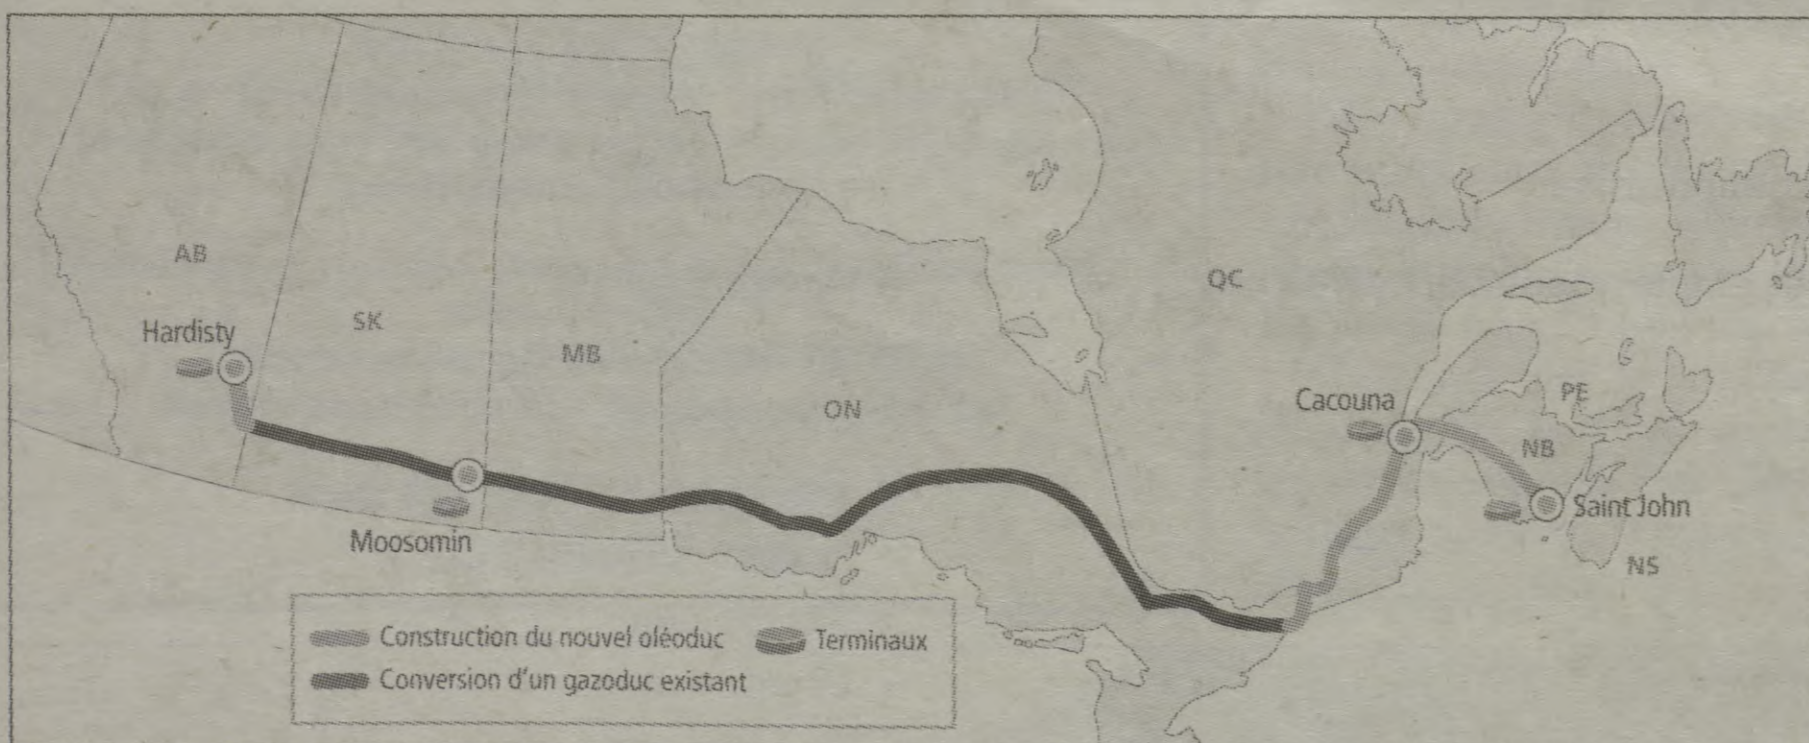 AB
Hardisty
SK
MB
ON
QC
Cacouna
PE
NB
Saint John
NS
Moosomin
Construction du nouvel oléoduc
Terminaux
Conversion d'un gazoduc existant